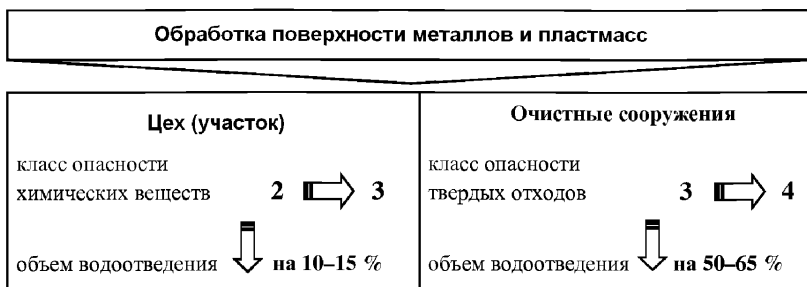 Обработка поверхности металлов и пластмасс
Цех (участок)
класс опасности
химических веществ 2 3
объем водоотведения на 10–15 %
Очистные сооружения
класс опасности
твердых отходов 3 4
объем водоотведения на 50–65 %